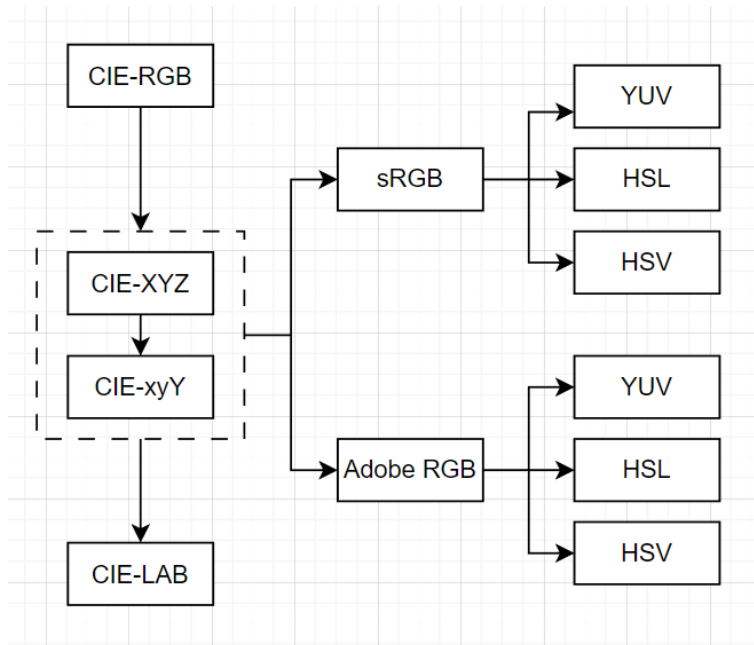 CIE-RGB
CIE-XYZ
CIE-xyY
CIE-LAB
sRGB
Adobe RGB
YUV
HSL
HSV
YUV
HSL
HSV